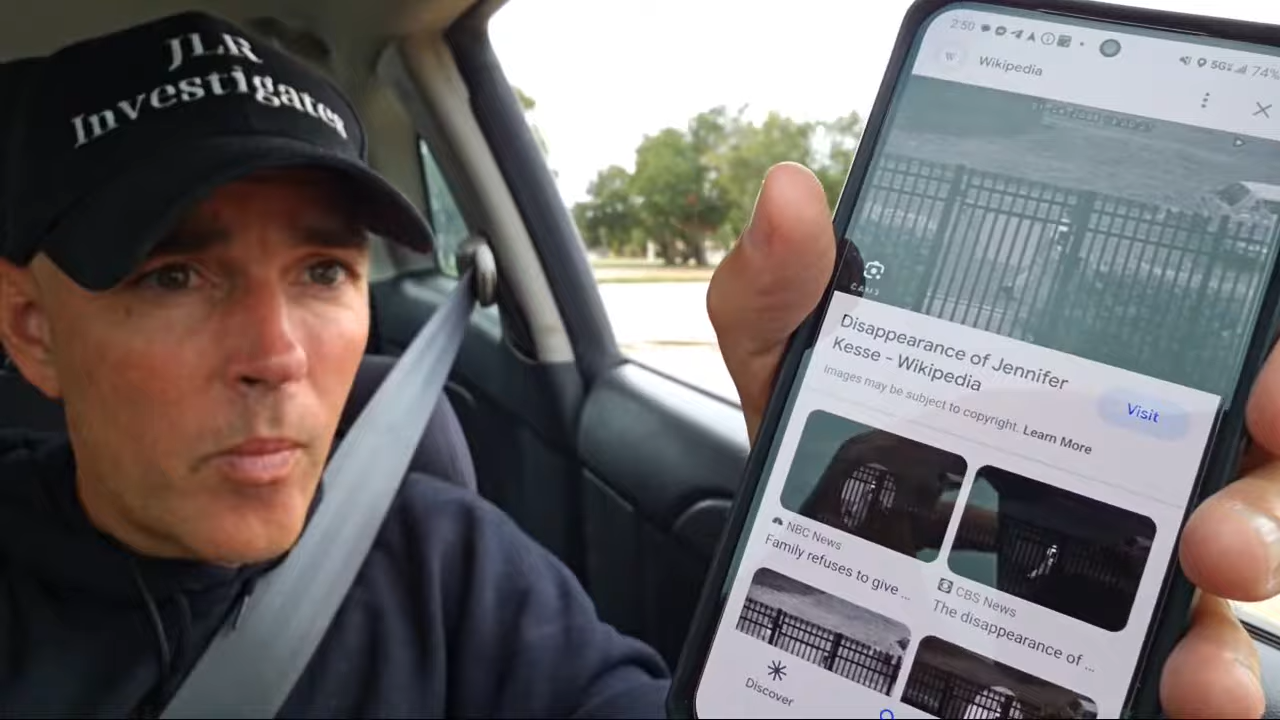 JLR
Investigates
2:50
5G
74%
W
Wikipedia
Disappearance of Jennifer
Kesse - Wikipedia
Images may be subject to copyright. Learn More
Visit
NBC News
Family refuses to give ...
CBS News
The disappearance of ...
Discover